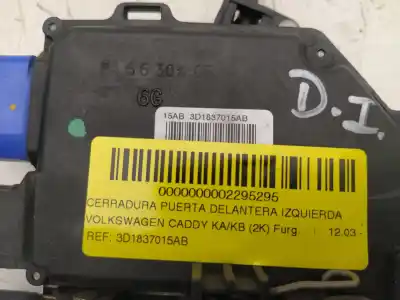 6G
D.I.
15AB 3D1837015AB
0000000002295295
CERRADURA PUERTA DELANTERA IZQUIERDA
VOLKSWAGEN CADDY KA/KB (2K) Furg. | 12.03 -
REF: 3D1837015AB